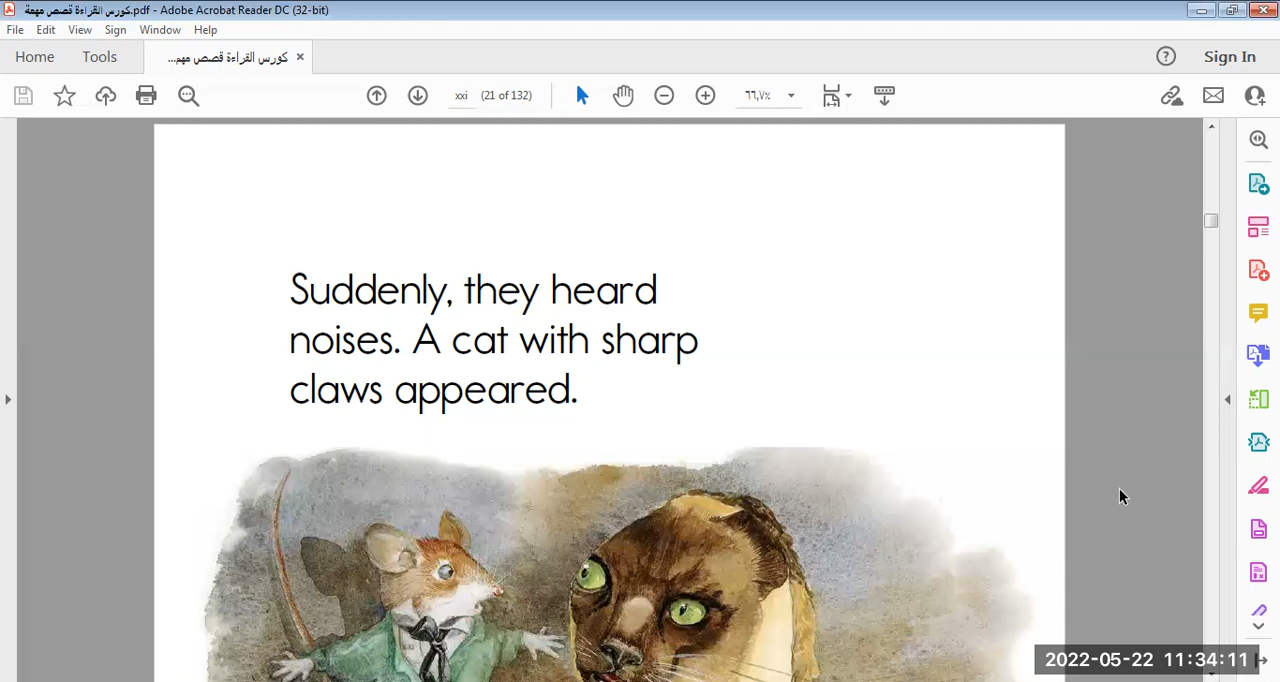 كورس القراءة قصص مهمة.pdf - Adobe Acrobat Reader DC (32-bit)
File Edit View Sign Window Help
Home Tools كورس القراءة قصص مهم... × ? Sign In
xxi (21 of 132) ٦٦,٧٪
Suddenly, they heard
noises. A cat with sharp
claws appeared.
2022-05-22 11:34:11